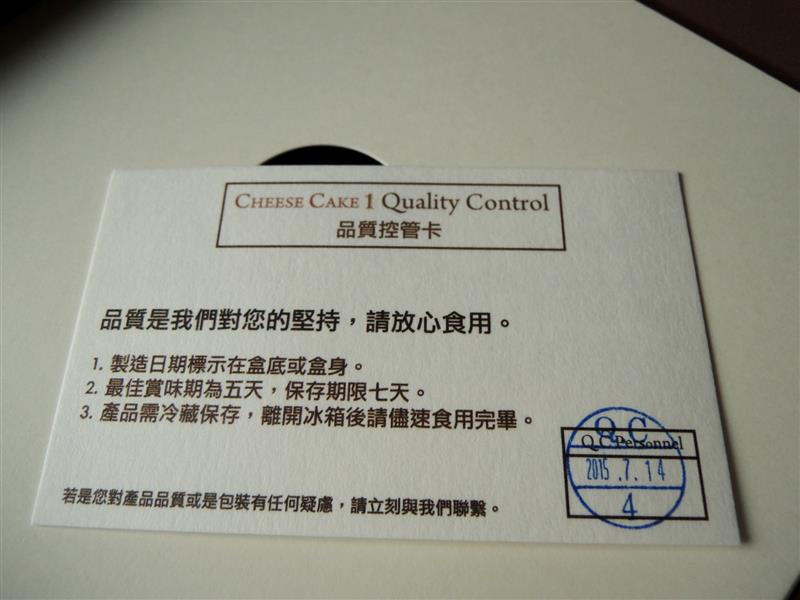 CHEESE CAKE 1 Quality Control
品質控管卡
品質是我們對您的堅持，請放心食用。
1. 製造日期標示在盒底或盒身。
2. 最佳賞味期為五天，保存期限七天。
3. 產品需冷藏保存，離開冰箱後請儘速食用完畢。
Q C
Q.C Personnel
2015.7.14
4
若是您對產品品質或是包裝有任何疑慮，請立刻與我們聯繫。